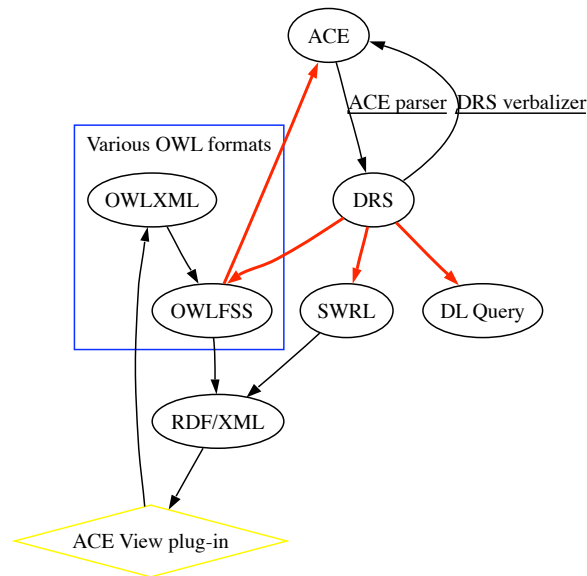 ACE
ACE parser
DRS verbalizer
Various OWL formats
OWLXML
DRS
OWLFSS
SWRL
DL Query
RDF/XML
ACE View plug-in